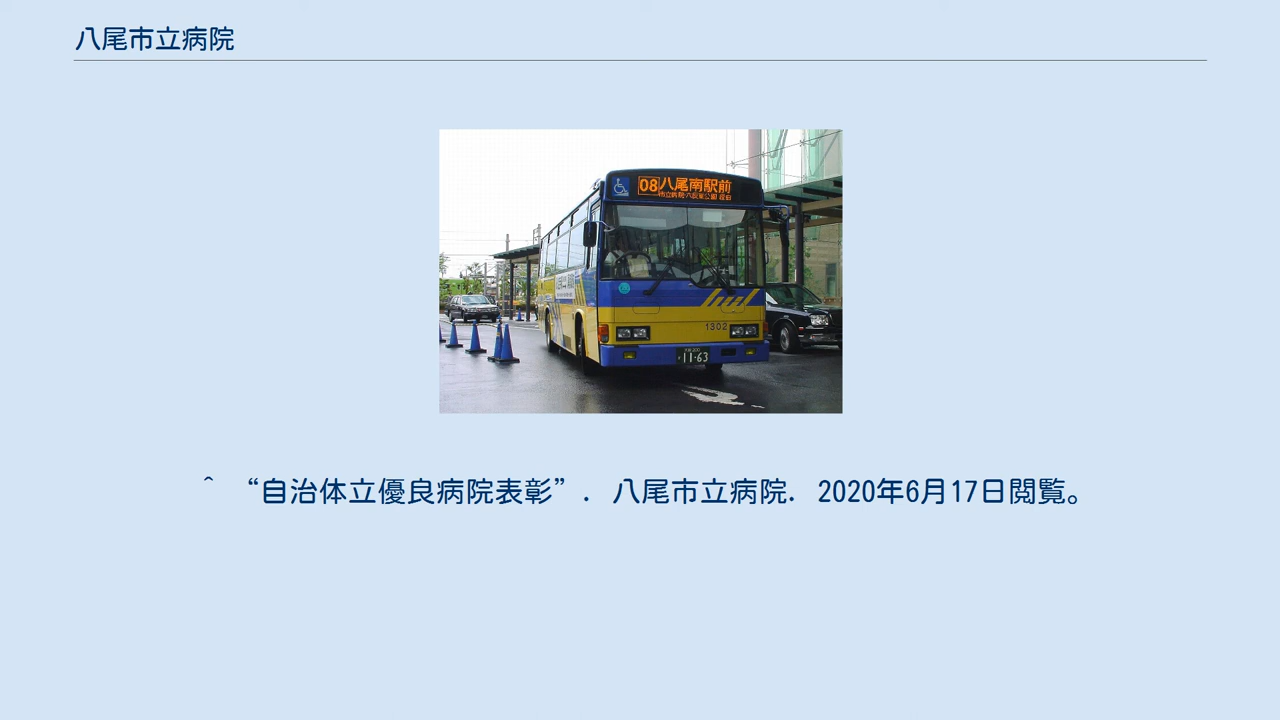 八尾市立病院
08 八尾南駅前
1302
11-63
^ “自治体立優良病院表彰”. 八尾市立病院. 2020年6月17日閲覧。